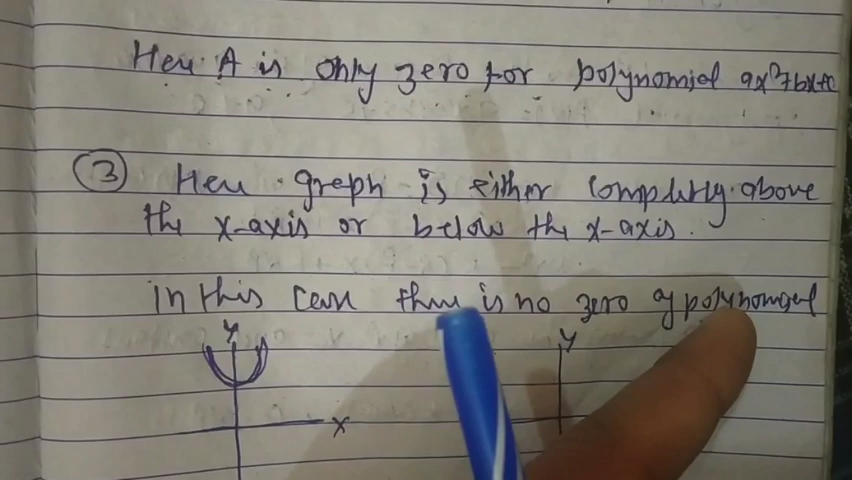 Here A is only zero for polynomial ax²+bx+c
③ Here graph is either completly above
the x-axis or below the x-axis.
in this case there is no zero of polynomial
y
y
x